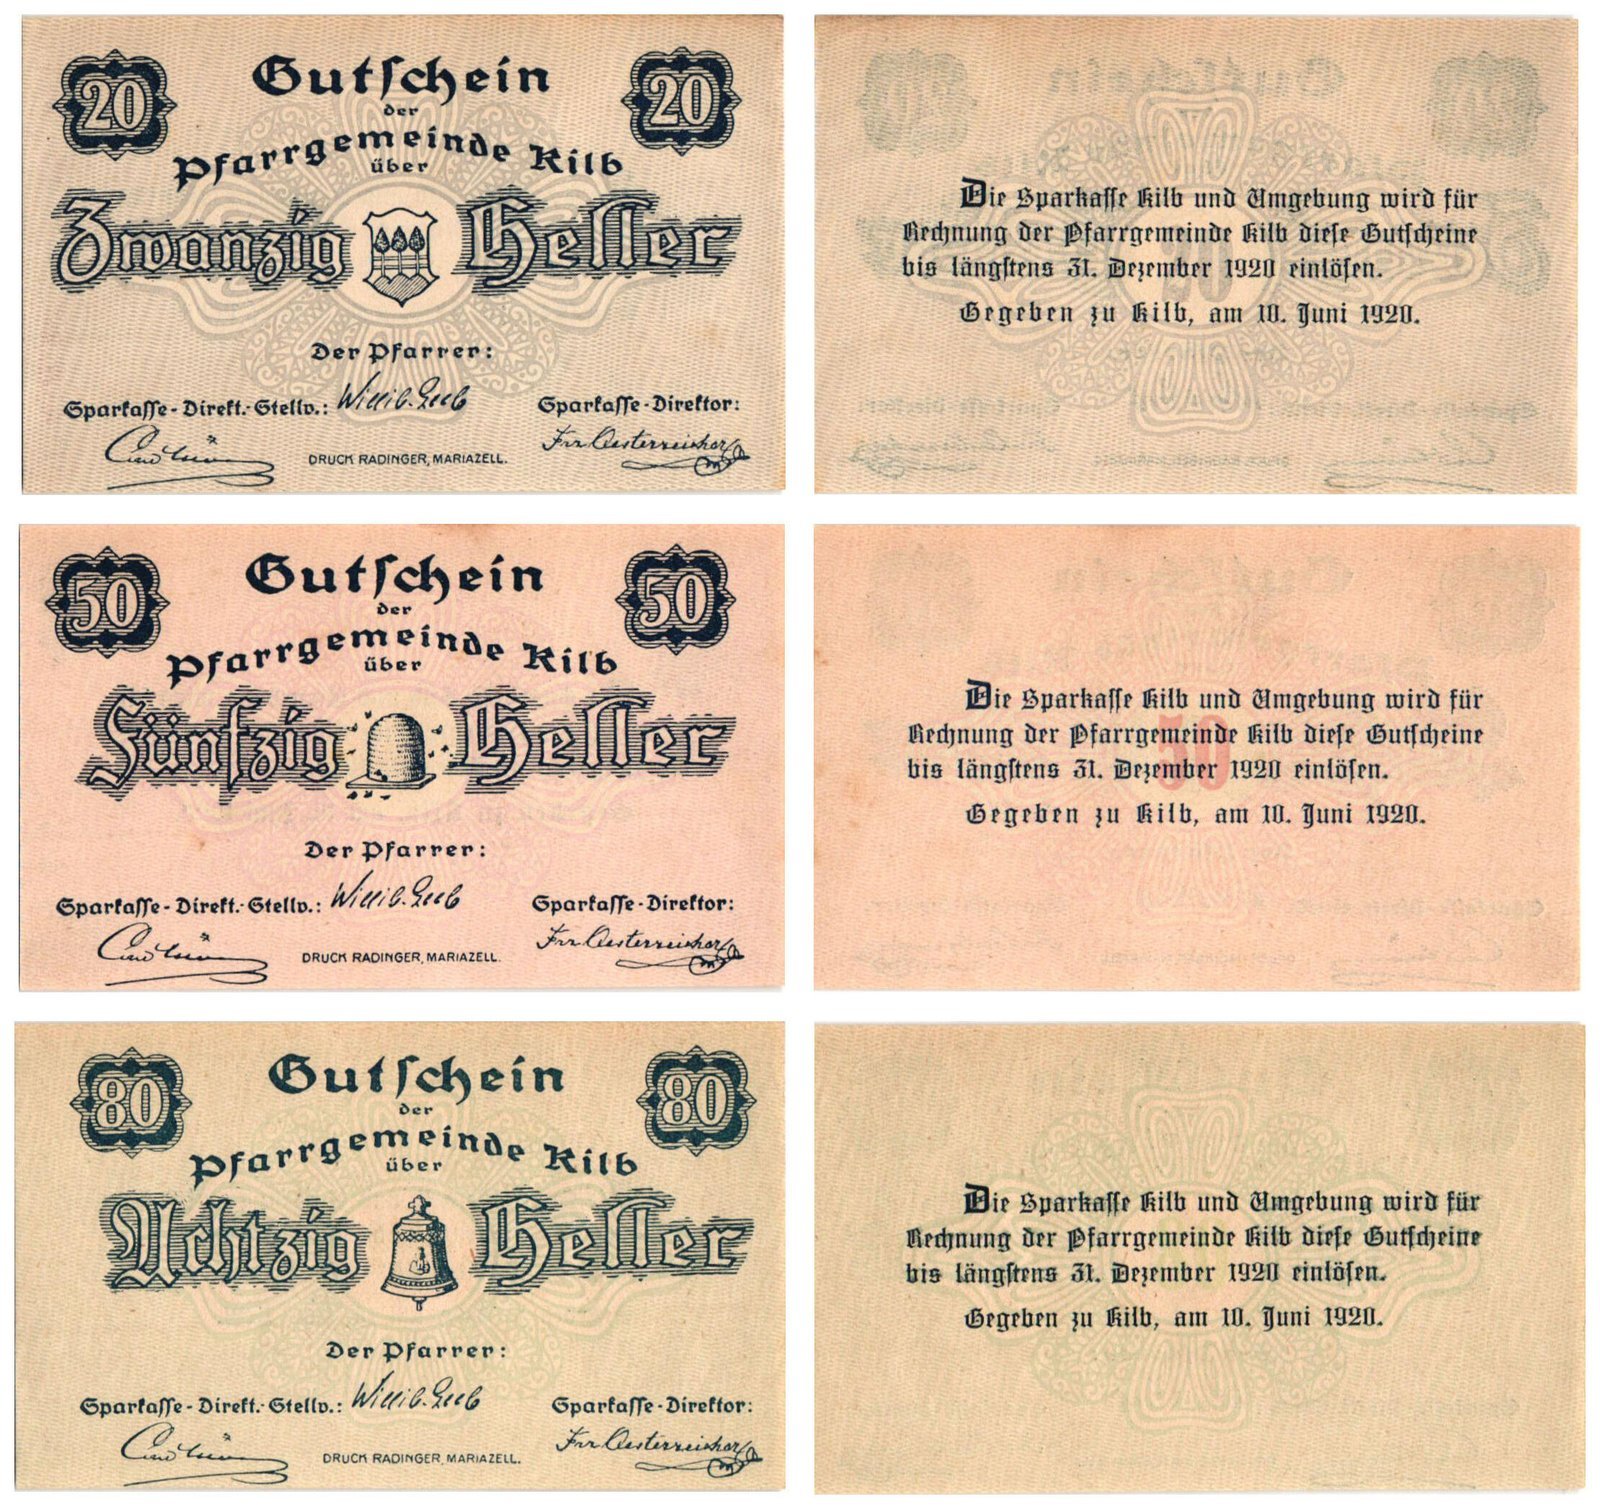 20 Gutschein 20
der
Pfarrgemeinde Kilb
über
Zwanzig Heller
Der Pfarrer:
Sparkasse-Direkt.-Stellv.: Sparkasse-Direktor:
Frz Oesterreicher
DRUCK RADINGER, MARIAZELL.
Die Sparkasse Kilb und Umgebung wird für
Rechnung der Pfarrgemeinde Kilb diese Gutscheine
bis längstens 31. Dezember 1920 einlösen.
Gegeben zu Kilb, am 10. Juni 1920.
50 Gutschein 50
der
Pfarrgemeinde Kilb
über
Fünfzig Heller
Der Pfarrer:
Sparkasse-Direkt.-Stellv.: Sparkasse-Direktor:
Frz Oesterreicher
DRUCK RADINGER, MARIAZELL.
Die Sparkasse Kilb und Umgebung wird für
Rechnung der Pfarrgemeinde Kilb diese Gutscheine
50
bis längstens 31. Dezember 1920 einlösen.
Gegeben zu Kilb, am 10. Juni 1920.
80 Gutschein 80
der
Pfarrgemeinde Kilb
über
Achtzig Heller
Der Pfarrer:
Sparkasse-Direkt.-Stellv.: Sparkasse-Direktor:
Frz Oesterreicher
DRUCK RADINGER, MARIAZELL.
Die Sparkasse Kilb und Umgebung wird für
Rechnung der Pfarrgemeinde Kilb diese Gutscheine
bis längstens 31. Dezember 1920 einlösen.
Gegeben zu Kilb, am 10. Juni 1920.